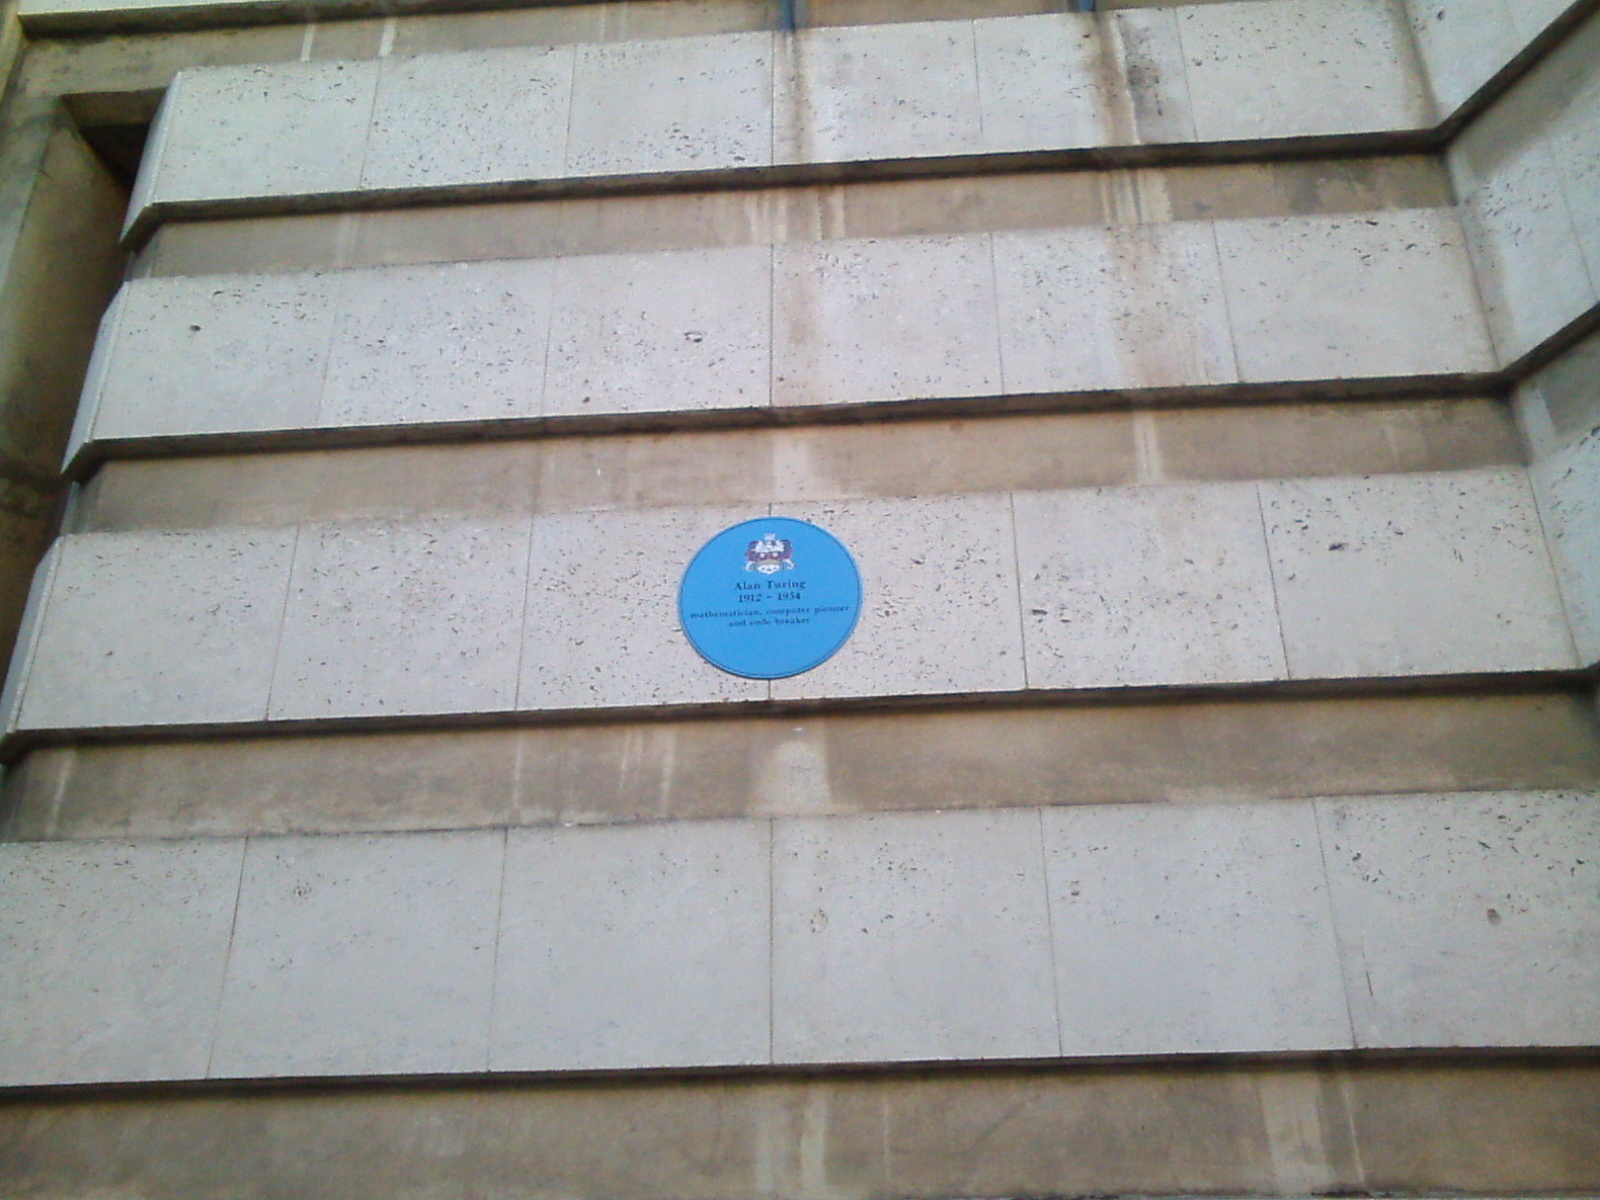 Alan Turing
1912 - 1954
mathematician, computer pioneer
and code breaker